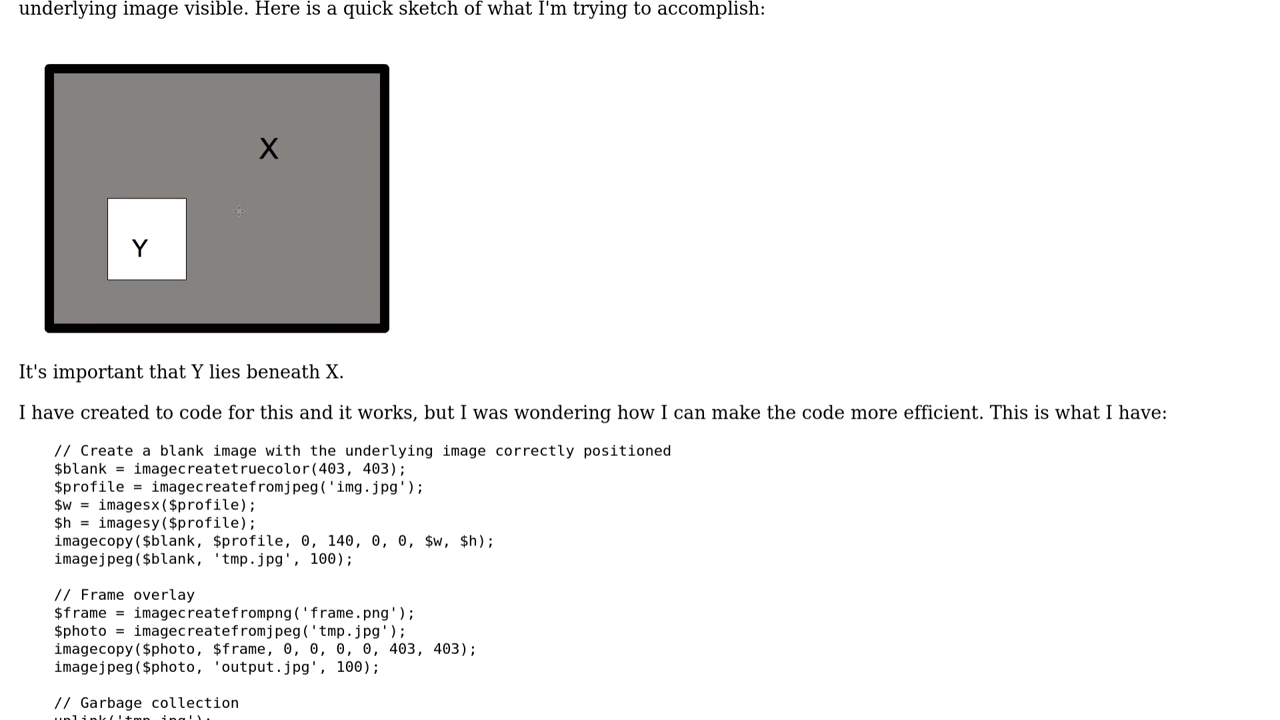 underlying image visible. Here is a quick sketch of what I'm trying to accomplish:
X
Y
It's important that Y lies beneath X.
I have created to code for this and it works, but I was wondering how I can make the code more efficient. This is what I have:
// Create a blank image with the underlying image correctly positioned
$blank = imagecreatetruecolor(403, 403);
$profile = imagecreatefromjpeg('img.jpg');
$w = imagesx($profile);
$h = imagesy($profile);
imagecopy($blank, $profile, 0, 140, 0, 0, $w, $h);
imagejpeg($blank, 'tmp.jpg', 100);
// Frame overlay
$frame = imagecreatefrompng('frame.png');
$photo = imagecreatefromjpeg('tmp.jpg');
imagecopy($photo, $frame, 0, 0, 0, 0, 403, 403);
imagejpeg($photo, 'output.jpg', 100);
// Garbage collection
unlink('tmp.jpg');